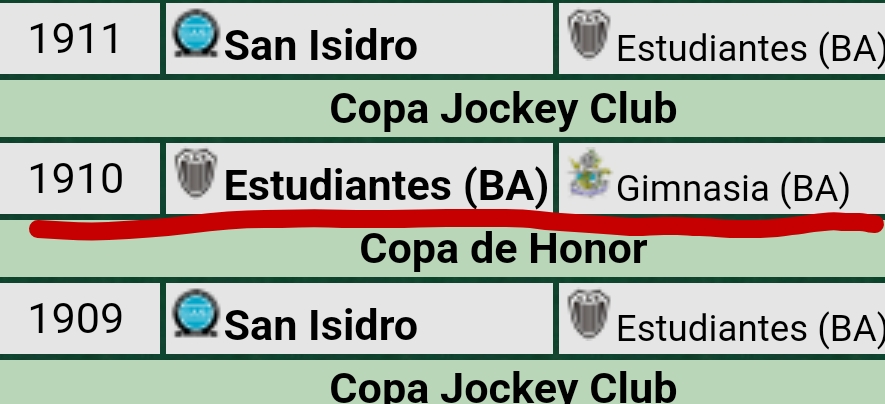 1911 San Isidro Estudiantes (BA)
Copa Jockey Club
1910 Estudiantes (BA) Gimnasia (BA)
Copa de Honor
1909 San Isidro Estudiantes (BA)
Copa Jockey Club